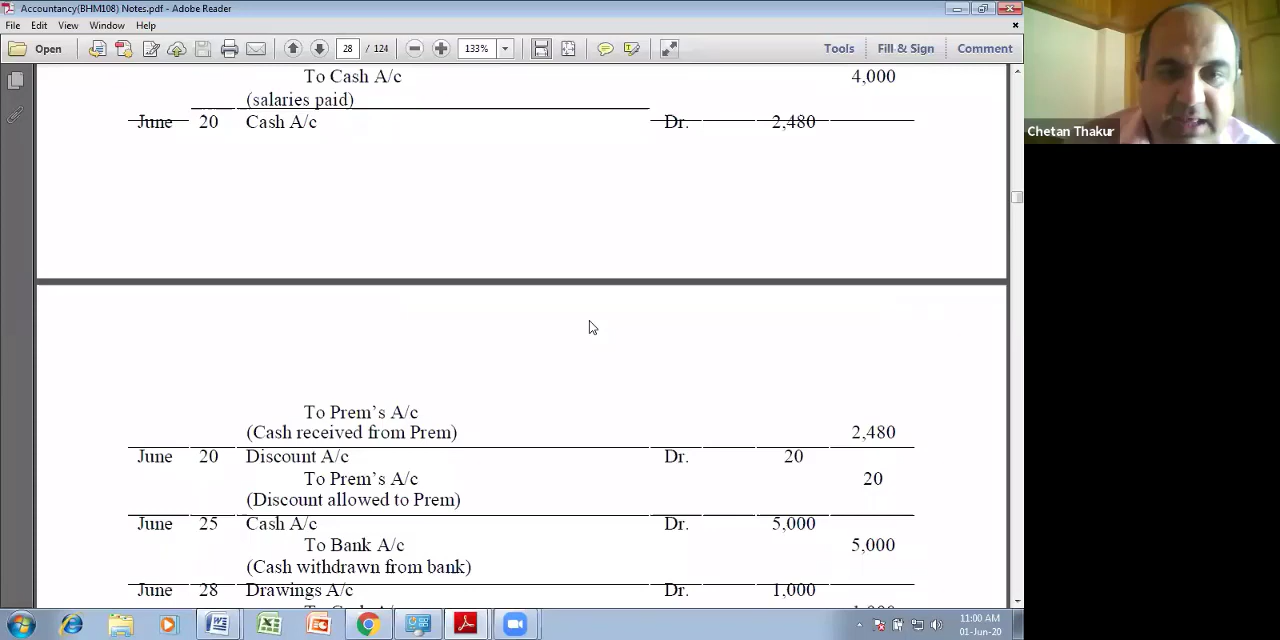 Accountancy(BHM108) Notes.pdf - Adobe Reader
File Edit View Window Help
Open 28 / 124 133% Tools Fill & Sign Comment
To Cash A/c 4,000
(salaries paid)
June 20 Cash A/c Dr. 2,480
To Prem's A/c
(Cash received from Prem) 2,480
June 20 Discount A/c Dr. 20
To Prem's A/c 20
(Discount allowed to Prem)
June 25 Cash A/c Dr. 5,000
To Bank A/c 5,000
(Cash withdrawn from bank)
June 28 Drawings A/c Dr. 1,000
Chetan Thakur
11:00 AM
01-Jun-20